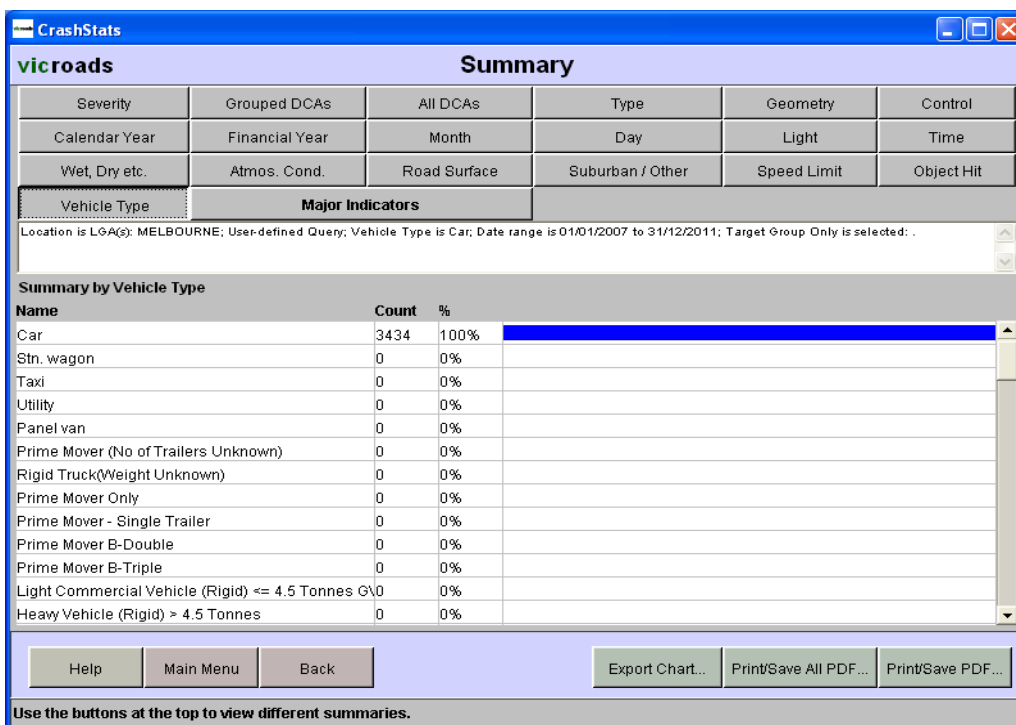 CrashStats
vicroads Summary
Severity Grouped DCAs All DCAs Type Geometry Control
Calendar Year Financial Year Month Day Light Time
Wet, Dry etc. Atmos. Cond. Road Surface Suburban / Other Speed Limit Object Hit
Vehicle Type Major Indicators
Location is LGA(s): MELBOURNE; User-defined Query; Vehicle Type is Car; Date range is 01/01/2007 to 31/12/2011; Target Group Only is selected: .
Summary by Vehicle Type
Name Count %
Car 3434 100%
Stn. wagon 0 0%
Taxi 0 0%
Utility 0 0%
Panel van 0 0%
Prime Mover (No of Trailers Unknown) 0 0%
Rigid Truck(Weight Unknown) 0 0%
Prime Mover Only 0 0%
Prime Mover - Single Trailer 0 0%
Prime Mover B-Double 0 0%
Prime Mover B-Triple 0 0%
Light Commercial Vehicle (Rigid) <= 4.5 Tonnes GV 0 0%
Heavy Vehicle (Rigid) > 4.5 Tonnes 0 0%
Help Main Menu Back Export Chart... Print/Save All PDF... Print/Save PDF...
Use the buttons at the top to view different summaries.